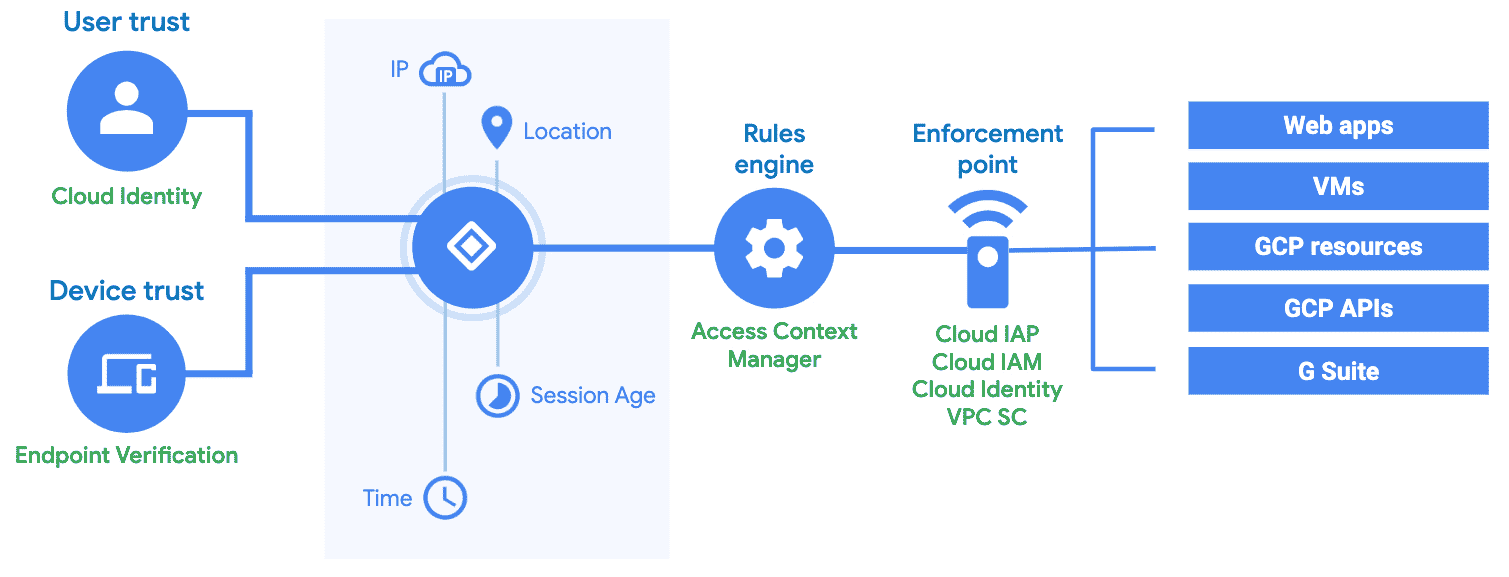 User trust
Cloud Identity
Device trust
Endpoint Verification
IP
IP
Location
Session Age
Time
Rules
engine
Access Context
Manager
Enforcement
point
Cloud IAP
Cloud IAM
Cloud Identity
VPC SC
Web apps
VMs
GCP resources
GCP APIs
G Suite